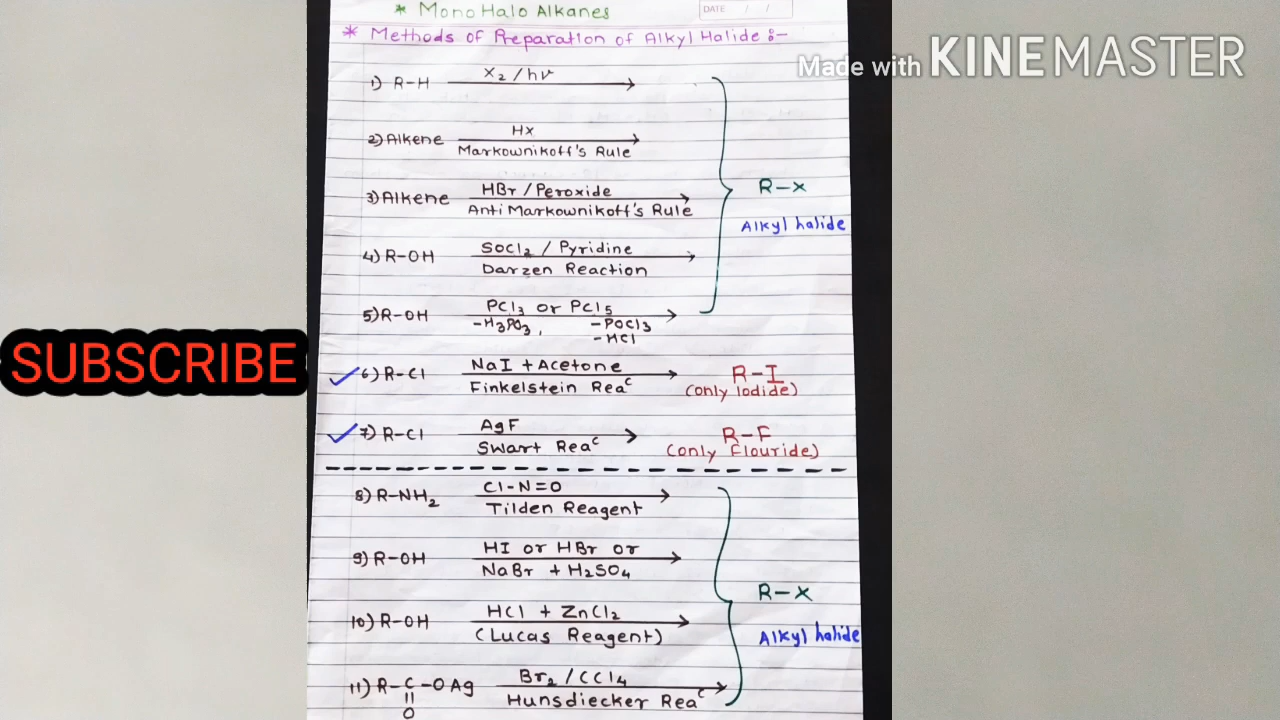 * Mono Halo Alkanes
DATE / /
* Methods of Preparation of Alkyl Halide :-
Made with KINEMASTER
1) R-H X2/hν
2) Alkene HX
Markownikoff's Rule
3) Alkene HBr/Peroxide
Anti Markownikoff's Rule
R-X
Alkyl halide
4) R-OH SOCl2 / Pyridine
Darzen Reaction
5) R-OH PCl3 or PCl5
-H3PO3, -POCl3
-HCl
SUBSCRIBE
6) R-Cl NaI + Acetone R-I
Finkelstein Reaᶜ (only Iodide)
7) R-Cl AgF R-F
Swart Reaᶜ (only Flouride)
8) R-NH2 Cl-N=O
Tilden Reagent
9) R-OH HI or HBr or
NaBr + H2SO4
R-X
Alkyl halide
10) R-OH HCl + ZnCl2
(Lucas Reagent)
11) R-C-OAg Br2/CCl4
|| Hunsdiecker Reaᶜ
O